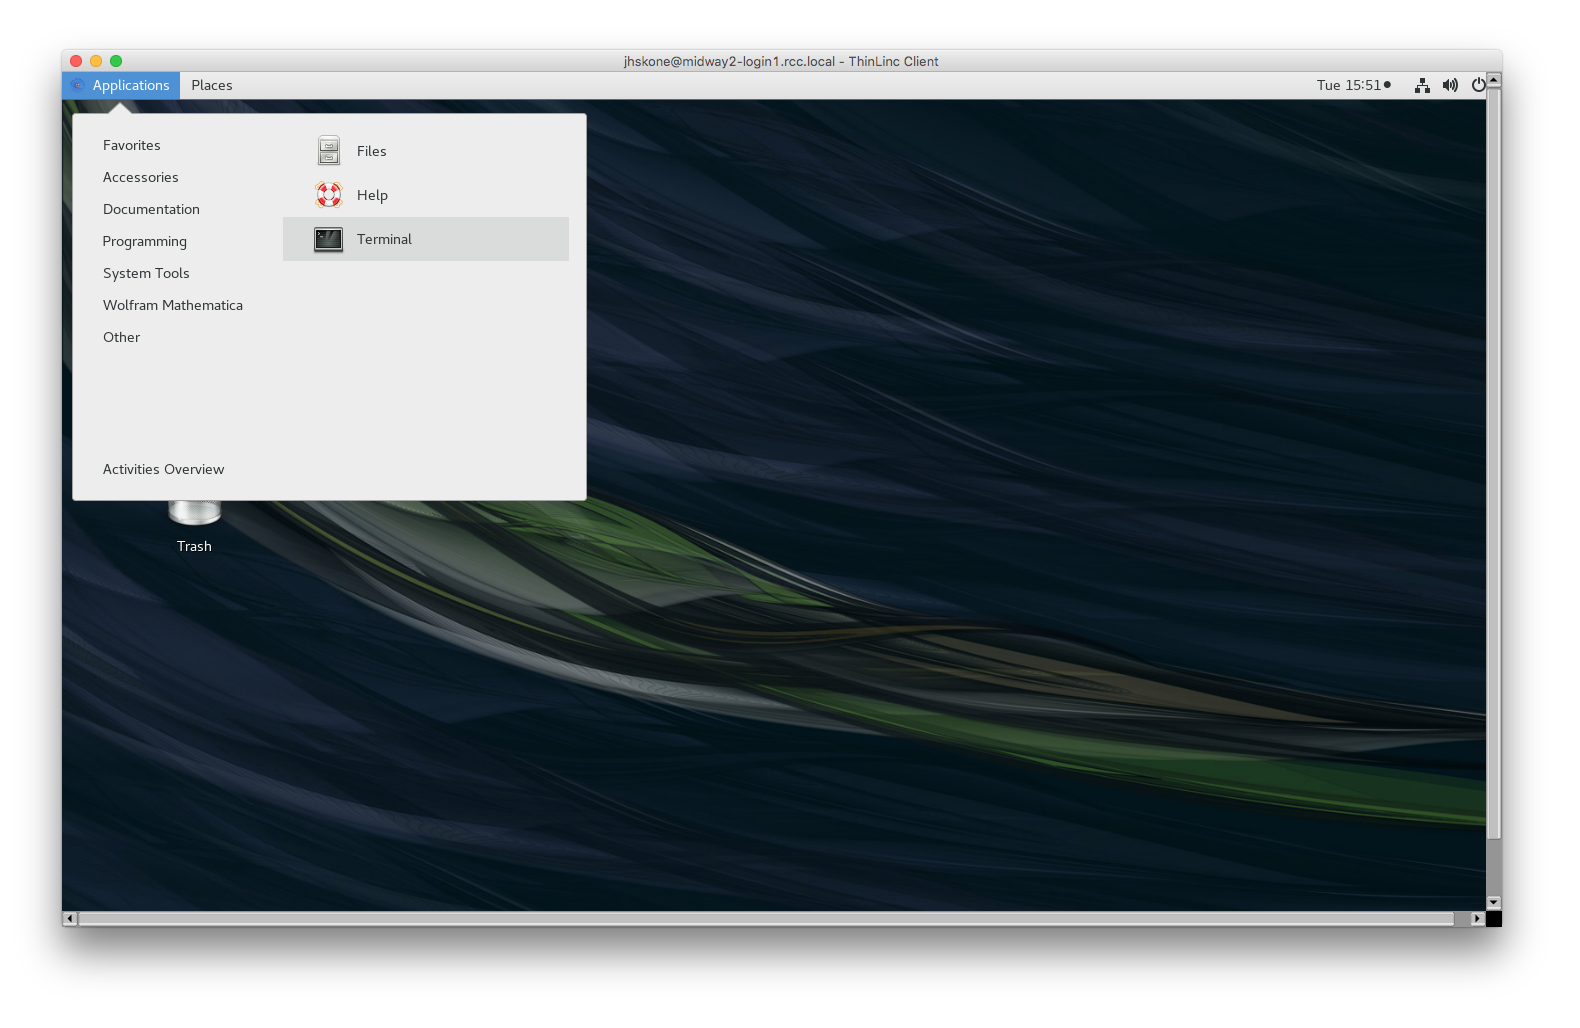 jhskone@midway2-login1.rcc.local - ThinLinc Client
Applications Places Tue 15:51
Favorites
Accessories
Documentation
Programming
System Tools
Wolfram Mathematica
Other
Activities Overview
Files
Help
Terminal
Trash